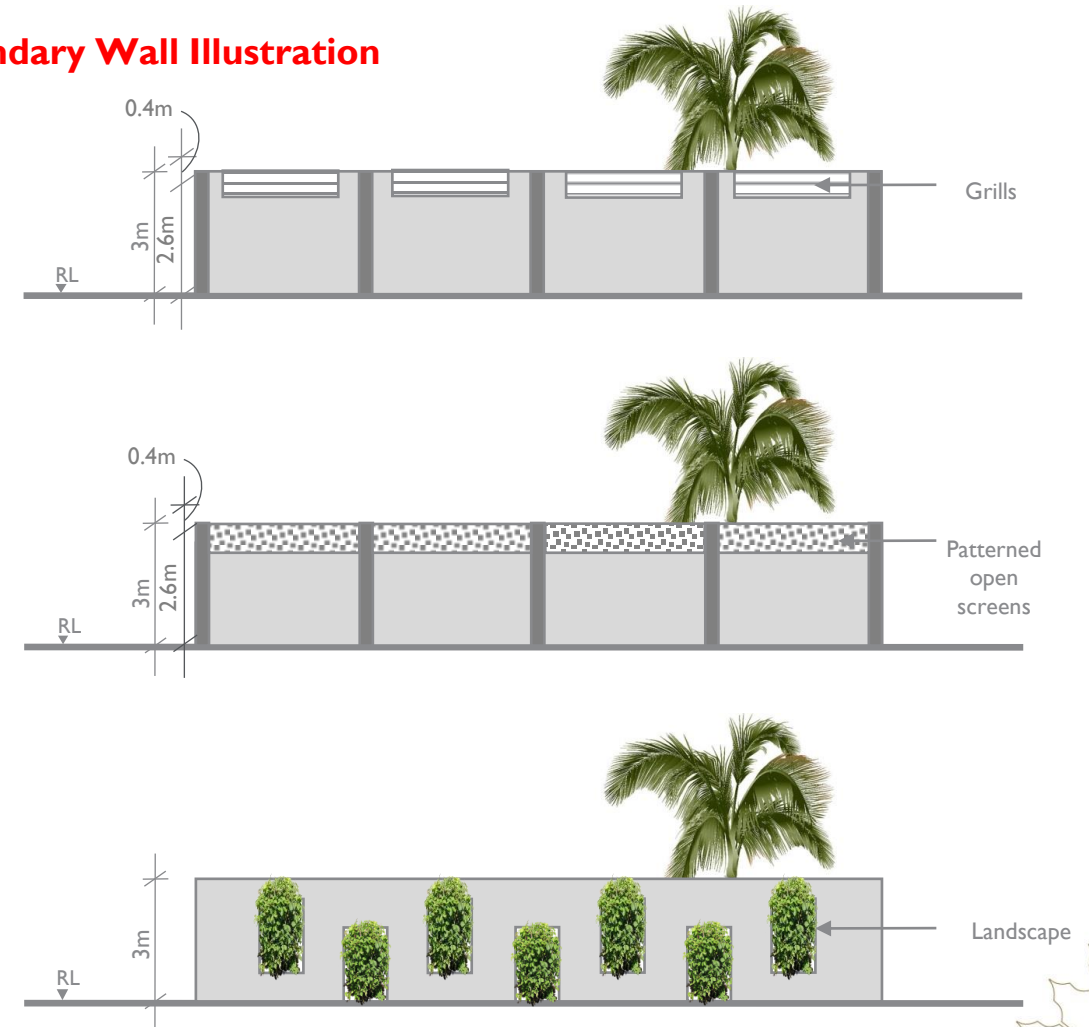 ndary Wall Illustration
0.4m
3m
2.6m
Grills
RL
0.4m
3m
2.6m
Patterned
open
screens
RL
3m
Landscape
RL